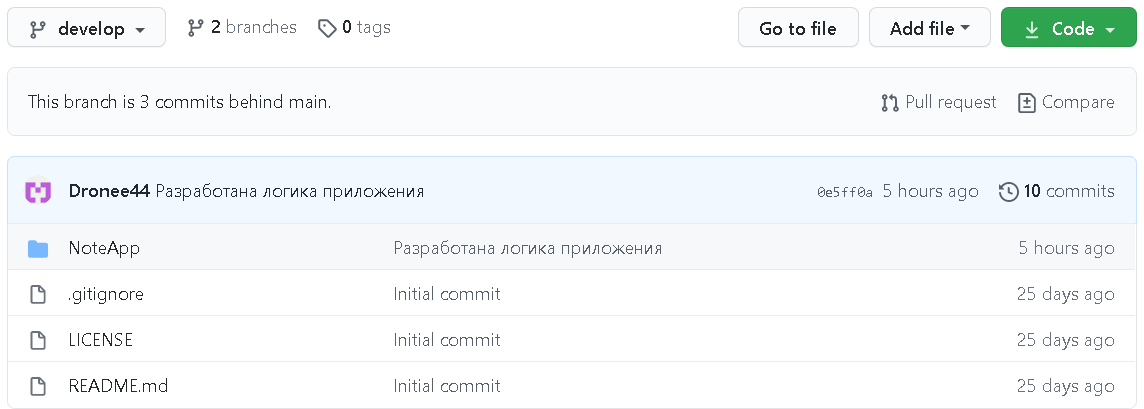 develop 2 branches 0 tags Go to file Add file Code
This branch is 3 commits behind main. Pull request Compare
Dronee44 Разработана логика приложения 0e5ff0a 5 hours ago 10 commits
NoteApp Разработана логика приложения 5 hours ago
.gitignore Initial commit 25 days ago
LICENSE Initial commit 25 days ago
README.md Initial commit 25 days ago